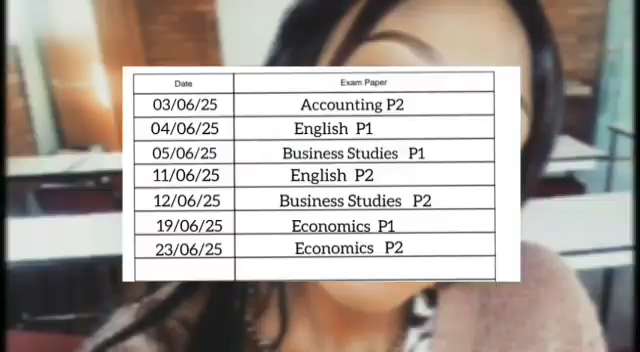 Date Exam Paper
03/06/25 Accounting P2
04/06/25 English P1
05/06/25 Business Studies P1
11/06/25 English P2
12/06/25 Business Studies P2
19/06/25 Economics P1
23/06/25 Economics P2